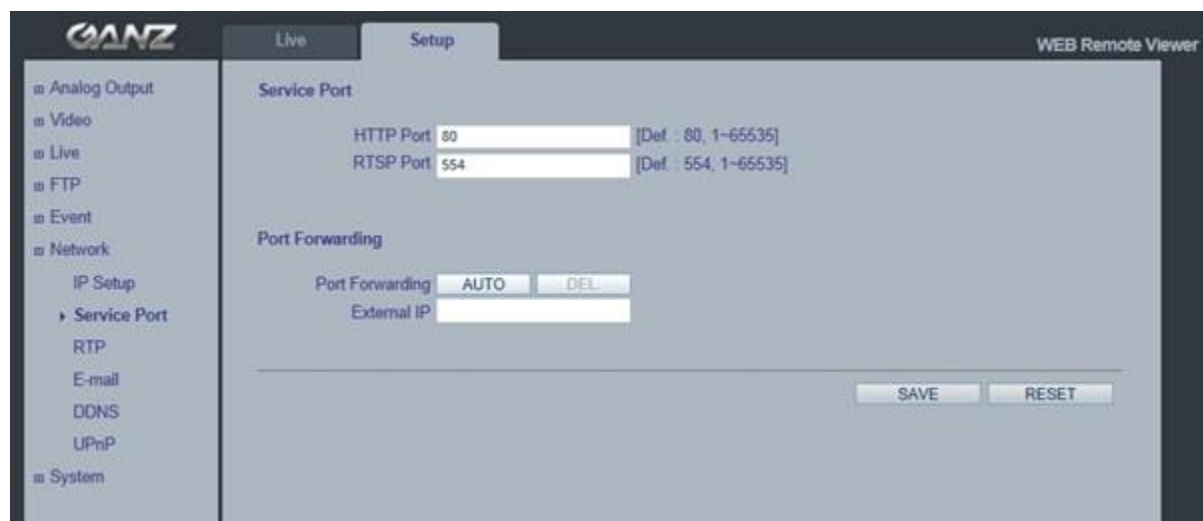 GANZ
Live
Setup
WEB Remote Viewer
Analog Output
Video
Live
FTP
Event
Network
IP Setup
Service Port
RTP
E-mail
DDNS
UPnP
System
Service Port
HTTP Port 80 [Def. : 80, 1~65535]
RTSP Port 554 [Def. : 554, 1~65535]
Port Forwarding
Port Forwarding AUTO DEL.
External IP
SAVE RESET